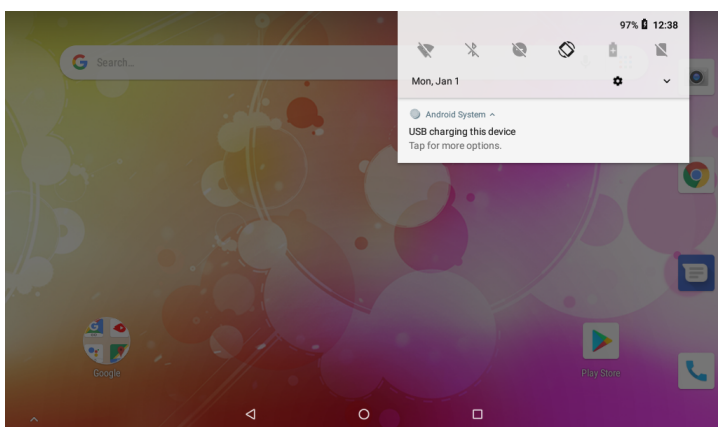 97% 12:38
Search...
Mon, Jan 1
Android System
USB charging this device
Tap for more options.
Google
Play Store